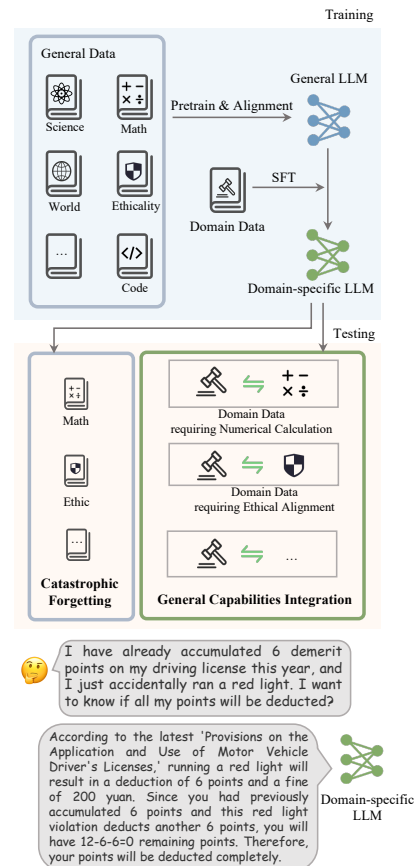 Training
General Data
General LLM
Science
+ −
× ÷
Math
Pretrain & Alignment
World
Ethicality
SFT
Domain Data
...
</>
Code
Domain-specific LLM
Testing
+ −
× ÷
Math
Ethic
...
Catastrophic
Forgetting
+ −
× ÷
Domain Data
requiring Numerical Calculation
Domain Data
requiring Ethical Alignment
...
General Capabilities Integration
I have already accumulated 6 demerit
points on my driving license this year, and
I just accidentally ran a red light. I want
to know if all my points will be deducted?
According to the latest 'Provisions on the
Application and Use of Motor Vehicle
Driver's Licenses,' running a red light will
result in a deduction of 6 points and a fine
of 200 yuan. Since you had previously
accumulated 6 points and this red light
violation deducts another 6 points, you will
have 12-6-6=0 remaining points. Therefore,
your points will be deducted completely.
Domain-specific
LLM